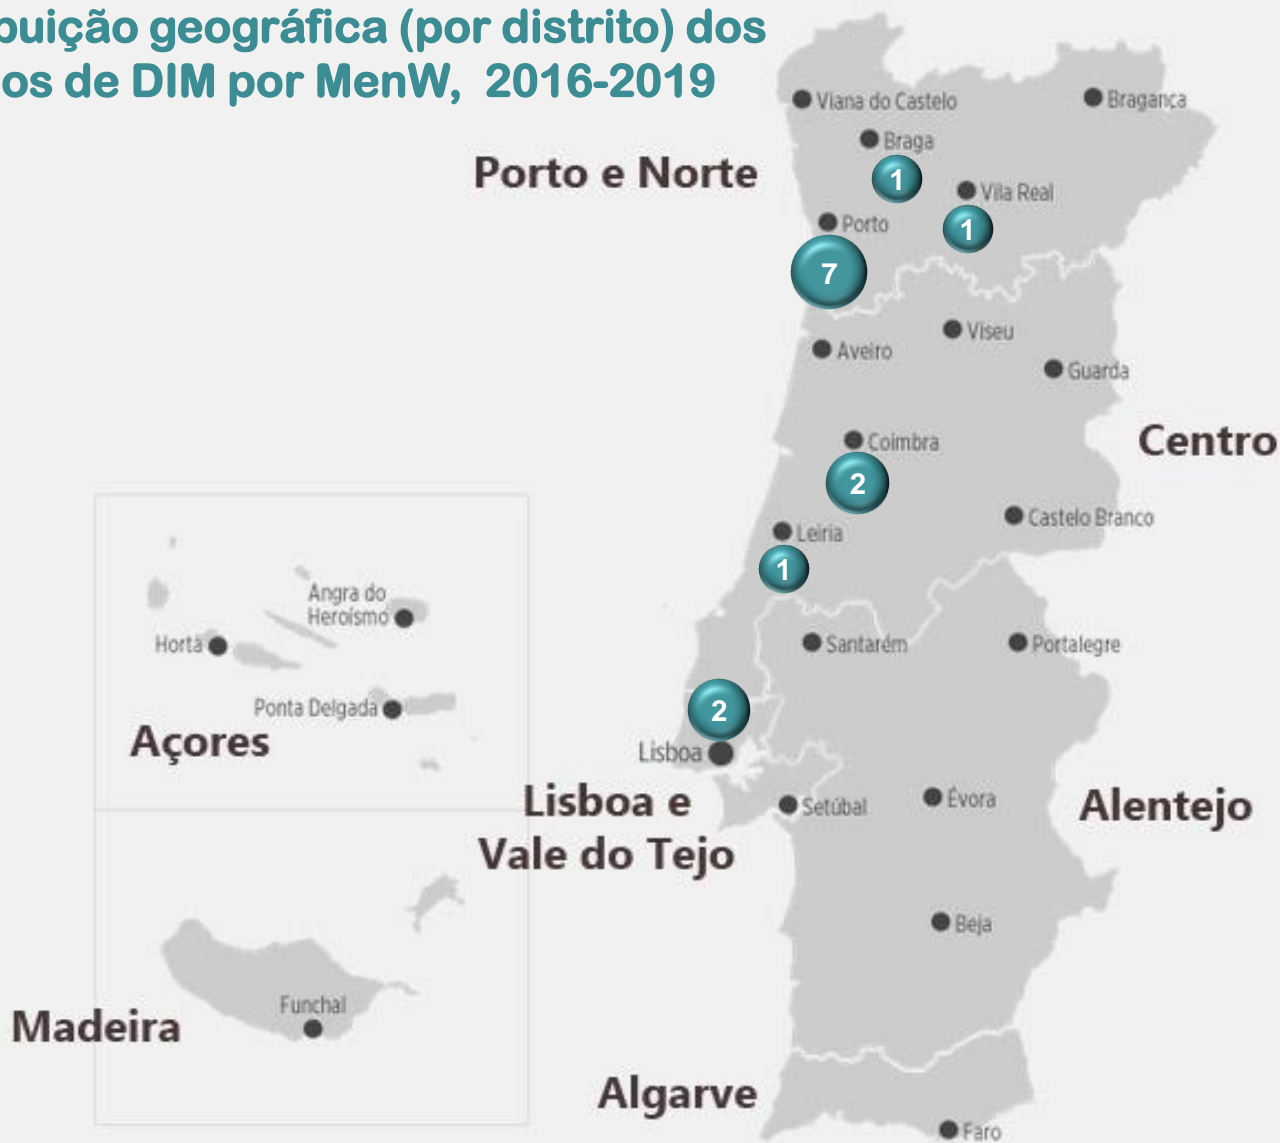 buição geográfica (por distrito) dos
os de DIM por MenW, 2016-2019
Viana do Castelo
Bragança
Braga
Porto e Norte
1
Vila Real
Porto
1
7
Viseu
Aveiro
Guarda
Coimbra
Centro
2
Castelo Branco
Leiria
1
Angra do
Heroísmo
Horta
Santarém
Portalegre
Ponta Delgada
2
Açores
Lisboa
Lisboa e
Vale do Tejo
Setúbal
Évora
Alentejo
Beja
Funchal
Madeira
Algarve
Faro